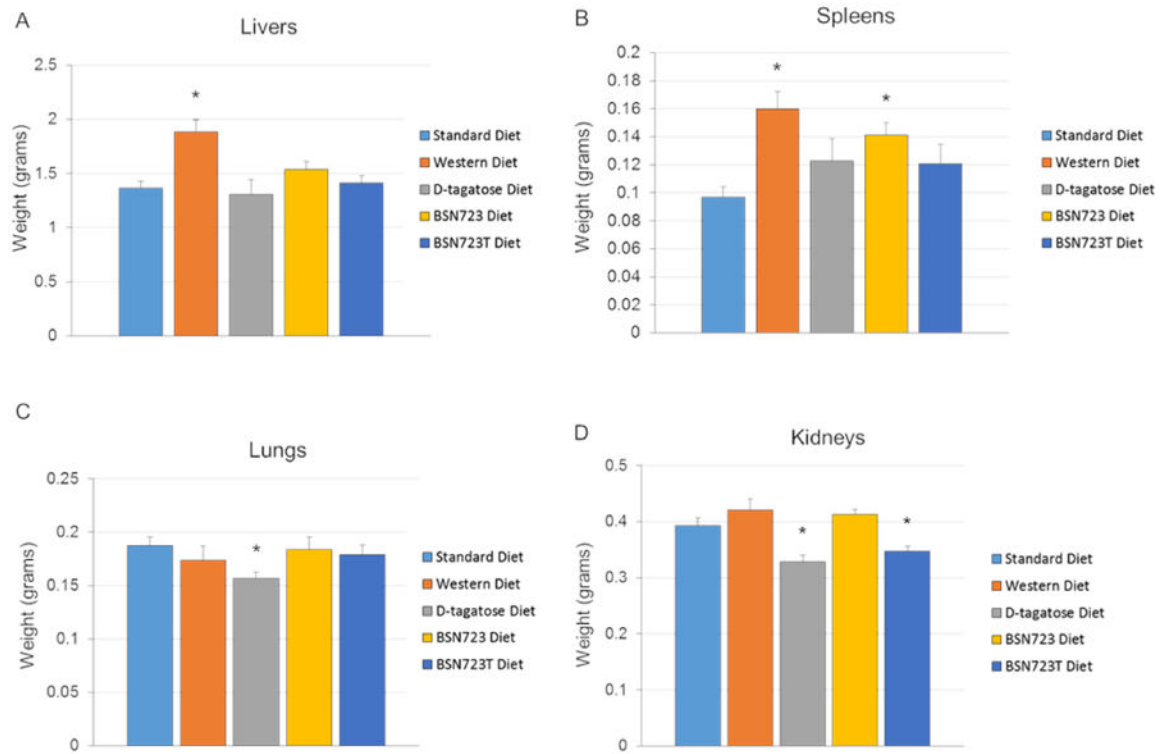 A
Livers
Weight (grams)
2.5
2
1.5
1
0.5
0
*
Standard Diet
Western Diet
D-tagatose Diet
BSN723 Diet
BSN723T Diet
B
Spleens
Weight (grams)
0.2
0.18
0.16
0.14
0.12
0.1
0.08
0.06
0.04
0.02
0
*
*
Standard Diet
Western Diet
D-tagatose Diet
BSN723 Diet
BSN723T Diet
C
Lungs
Weight (grams)
0.25
0.2
0.15
0.1
0.05
0
*
Standard Diet
Western Diet
D-tagatose Diet
BSN723 Diet
BSN723T Diet
D
Kidneys
Weight (grams)
0.5
0.4
0.3
0.2
0.1
0
*
*
Standard Diet
Western Diet
D-tagatose Diet
BSN723 Diet
BSN723T Diet